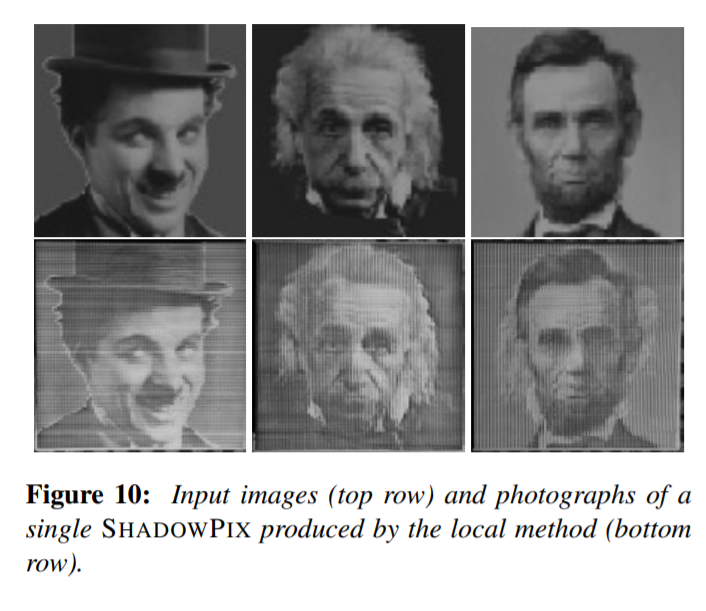 Figure 10: Input images (top row) and photographs of a
single SHADOWPIX produced by the local method (bottom
row).